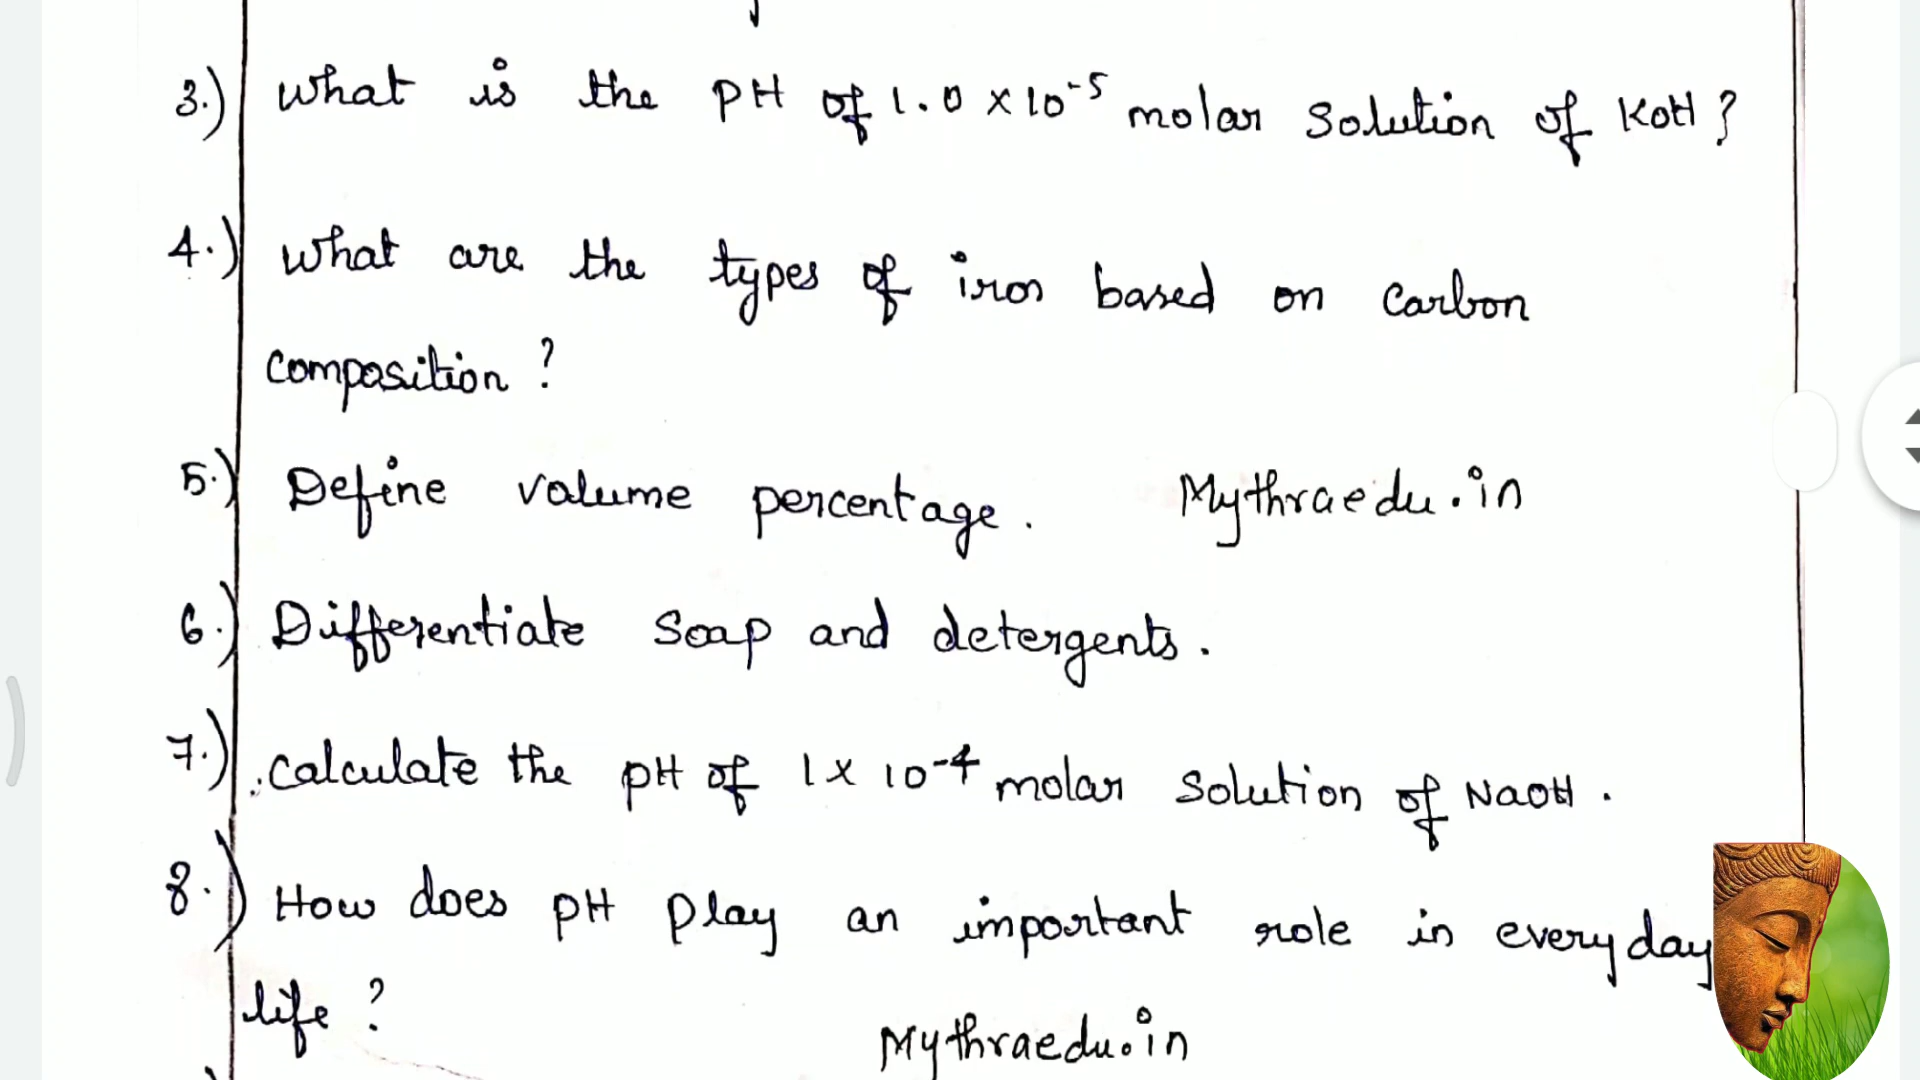 3.) What is the PH of 1.0 x 10⁻⁵ molar solution of KOH?
4.) What are the types of iron based on carbon
composition?
5.) Define volume percentage. Mythraedu.in
6.) Differentiate Soap and detergents.
7.) Calculate the pH of 1 x 10⁻⁴ molar solution of NaOH.
8.) How does pH play an important role in everyday
life?
Mythraedu.in